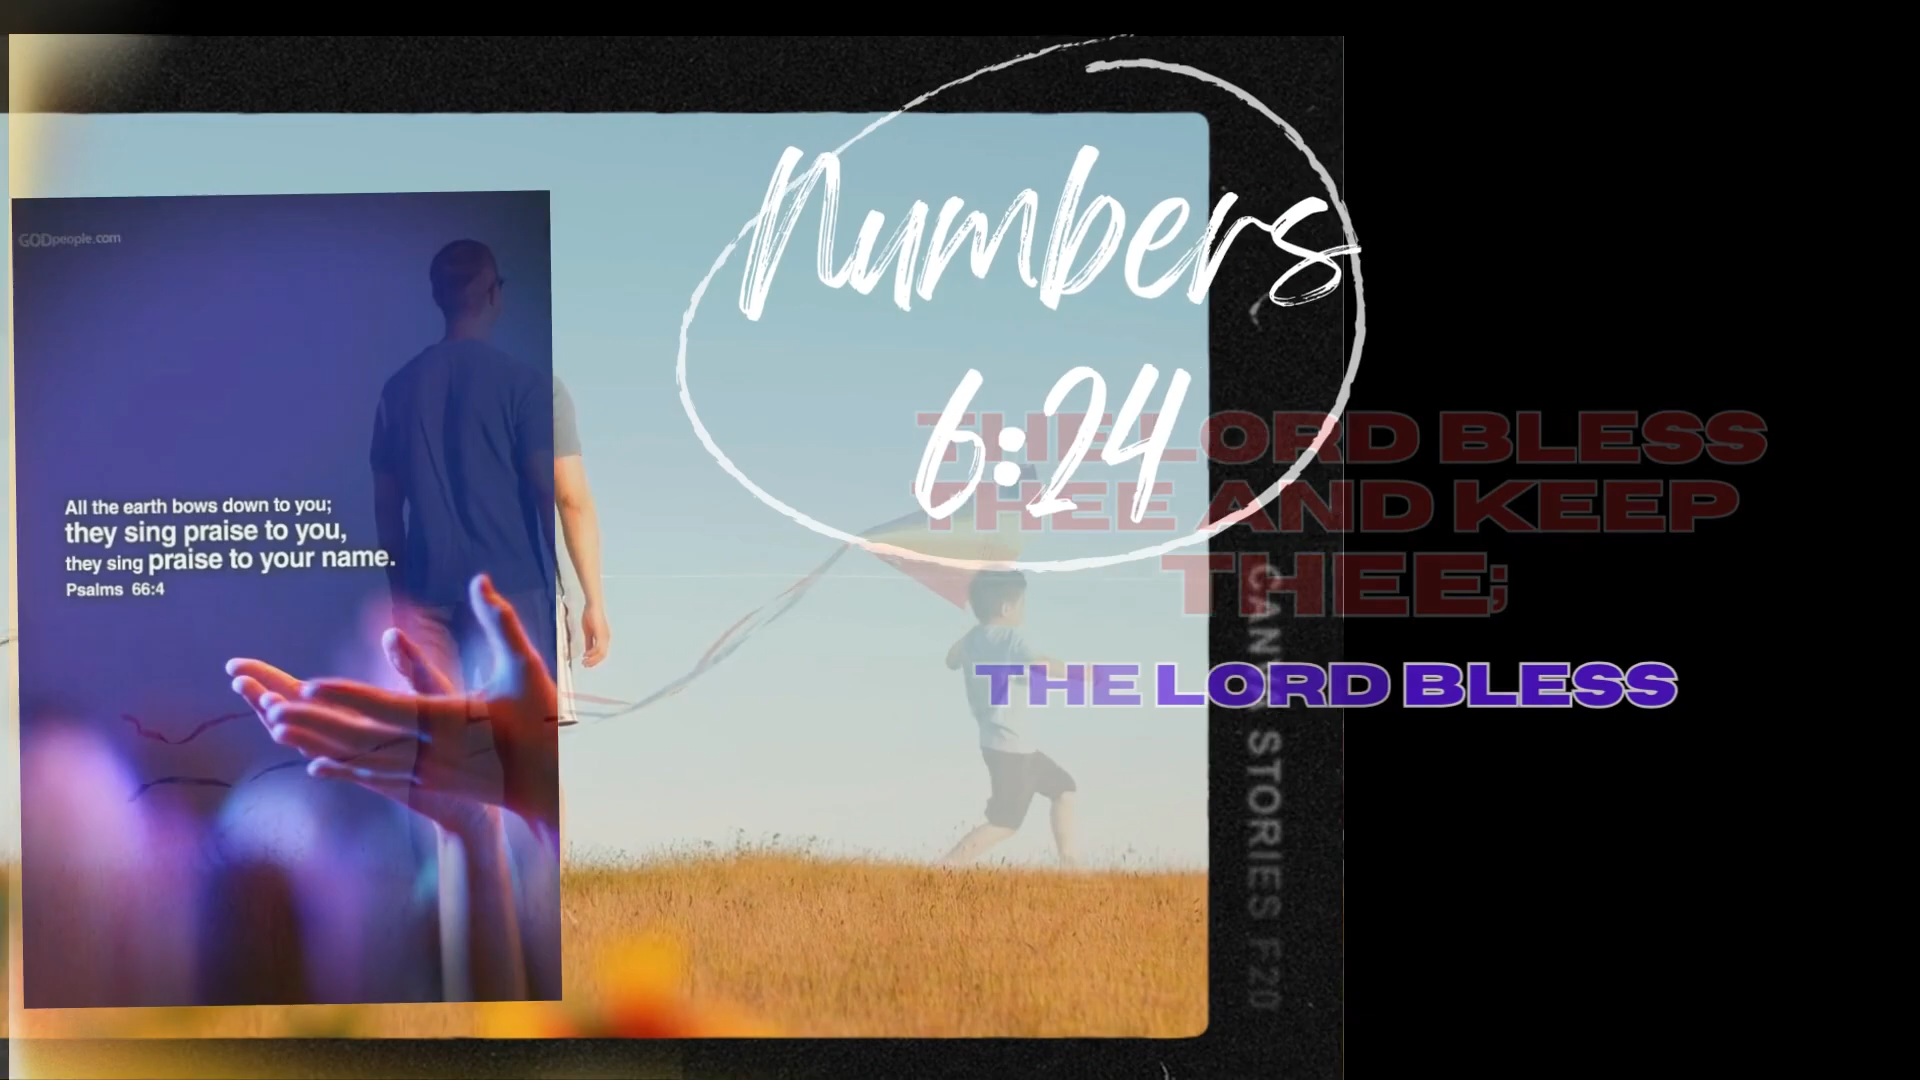 GODpeople.com
All the earth bows down to you;
they sing praise to you,
they sing praise to your name.
Psalms 66:4
Numbers
6:24
THE LORD BLESS
THEE AND KEEP
THEE;
THE LORD BLESS
STORIES F20